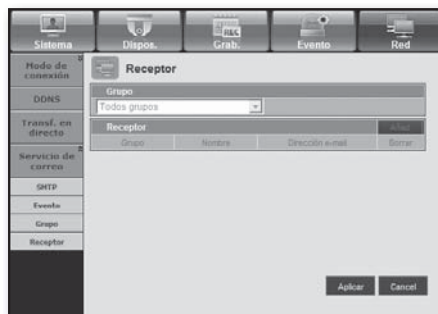 Sistema Dispos. Grab. Evento Red
REC
Modo de
conexión
DDNS
Transf. en
directo
Servicio de
correo
SMTP
Evento
Grupo
Receptor
Receptor
Grupo
Todos grupos
Receptor Añad
Grupo Nombre Dirección e-mail Borrar
Aplicar Cancel